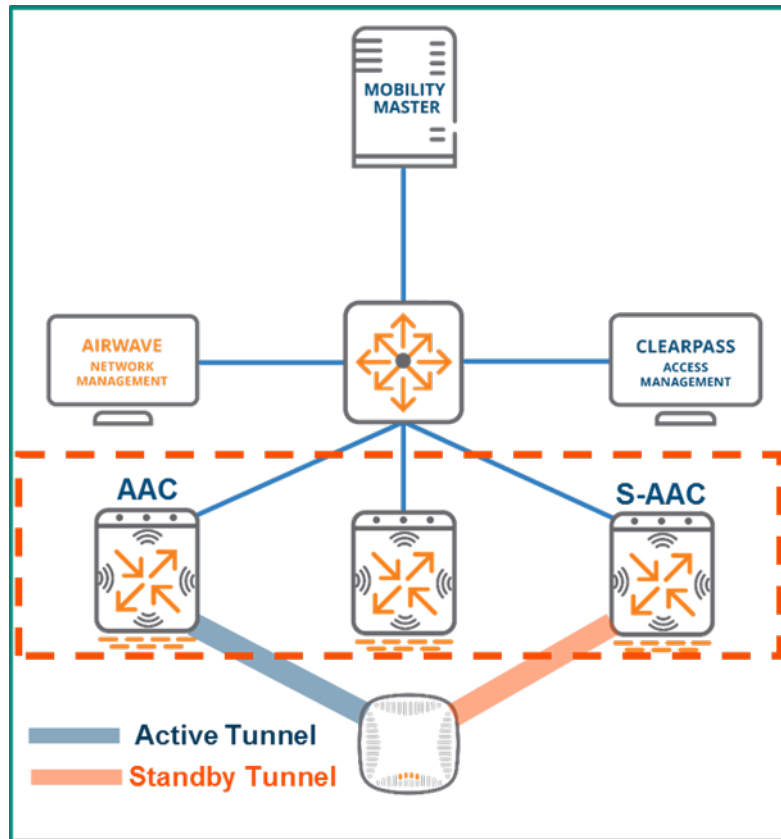 MOBILITY
MASTER
AIRWAVE
NETWORK
MANAGEMENT
CLEARPASS
ACCESS
MANAGEMENT
AAC
S-AAC
Active Tunnel
Standby Tunnel